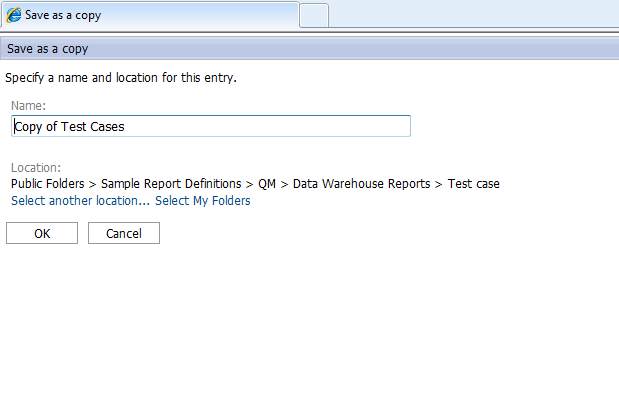 Save as a copy
Save as a copy
Specify a name and location for this entry.
Name:
Copy of Test Cases
Location:
Public Folders > Sample Report Definitions > QM > Data Warehouse Reports > Test case
Select another location... Select My Folders
OK Cancel